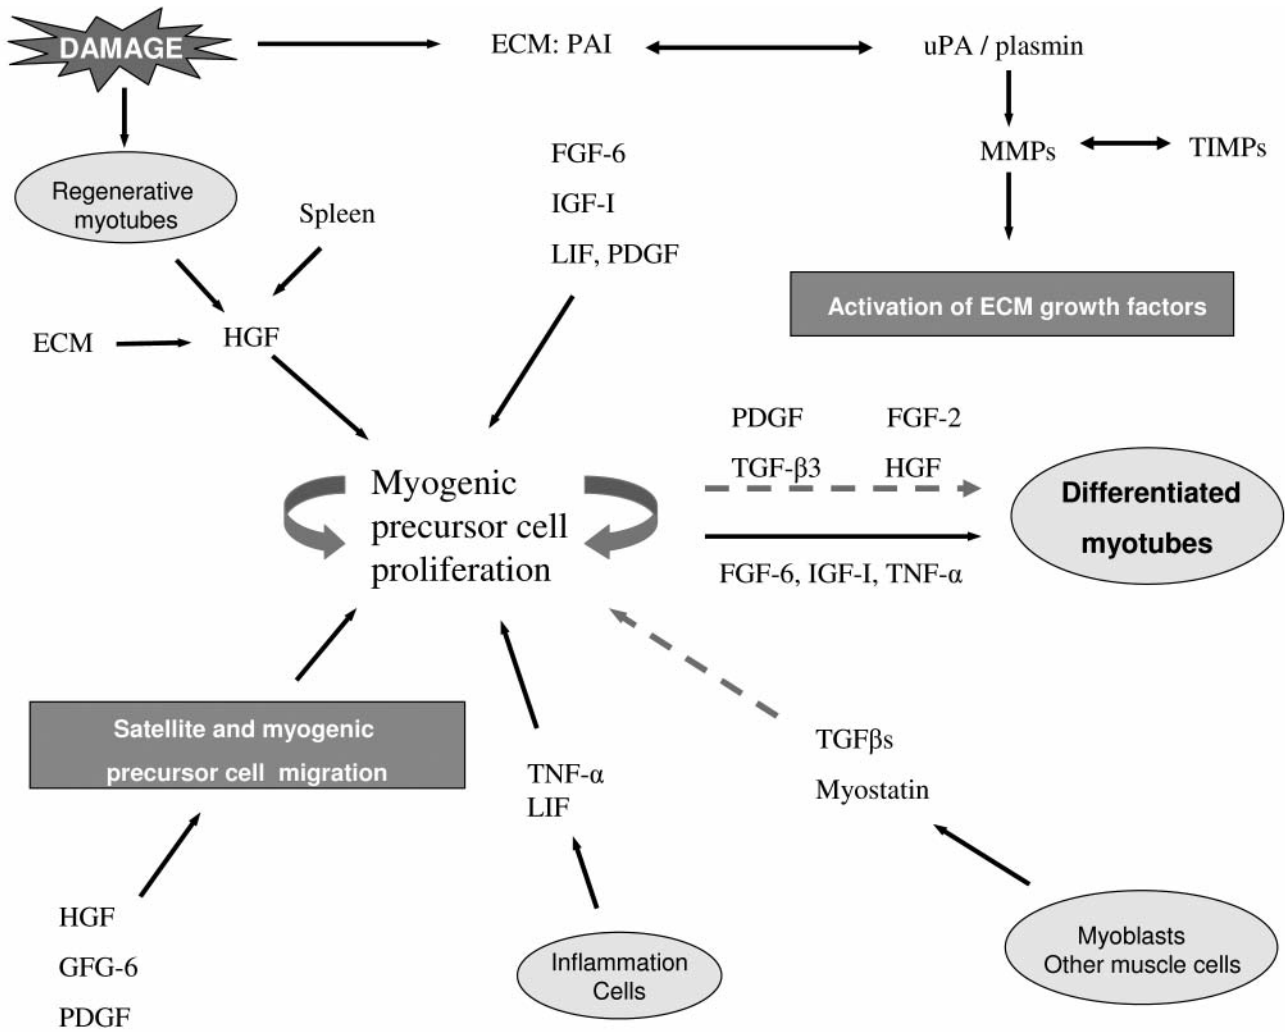 DAMAGE
ECM: PAI
uPA / plasmin
MMPs
TIMPs
FGF-6
IGF-I
LIF, PDGF
Regenerative
myotubes
Spleen
ECM
HGF
Activation of ECM growth factors
PDGF
FGF-2
TGF-β3
HGF
Myogenic
precursor cell
proliferation
Differentiated
myotubes
FGF-6, IGF-I, TNF-α
Satellite and myogenic
precursor cell migration
TNF-α
LIF
TGFβs
Myostatin
HGF
GFG-6
PDGF
Inflammation
Cells
Myoblasts
Other muscle cells